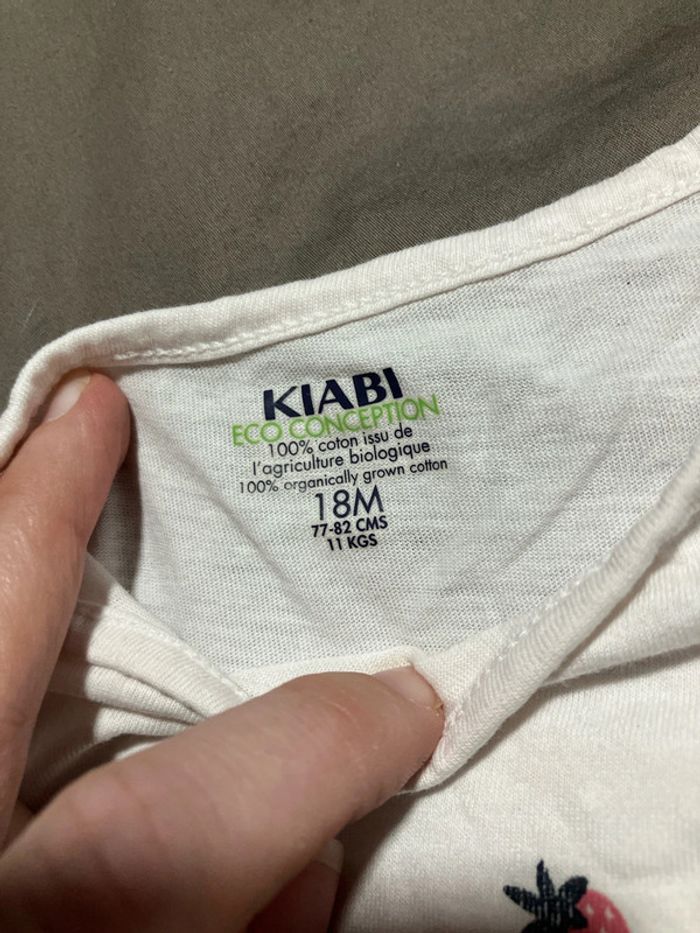 KIABI
ECO CONCEPTION
100% coton issu de
l'agriculture biologique
100% organically grown cotton
18M
77-82 CMS
11 KGS